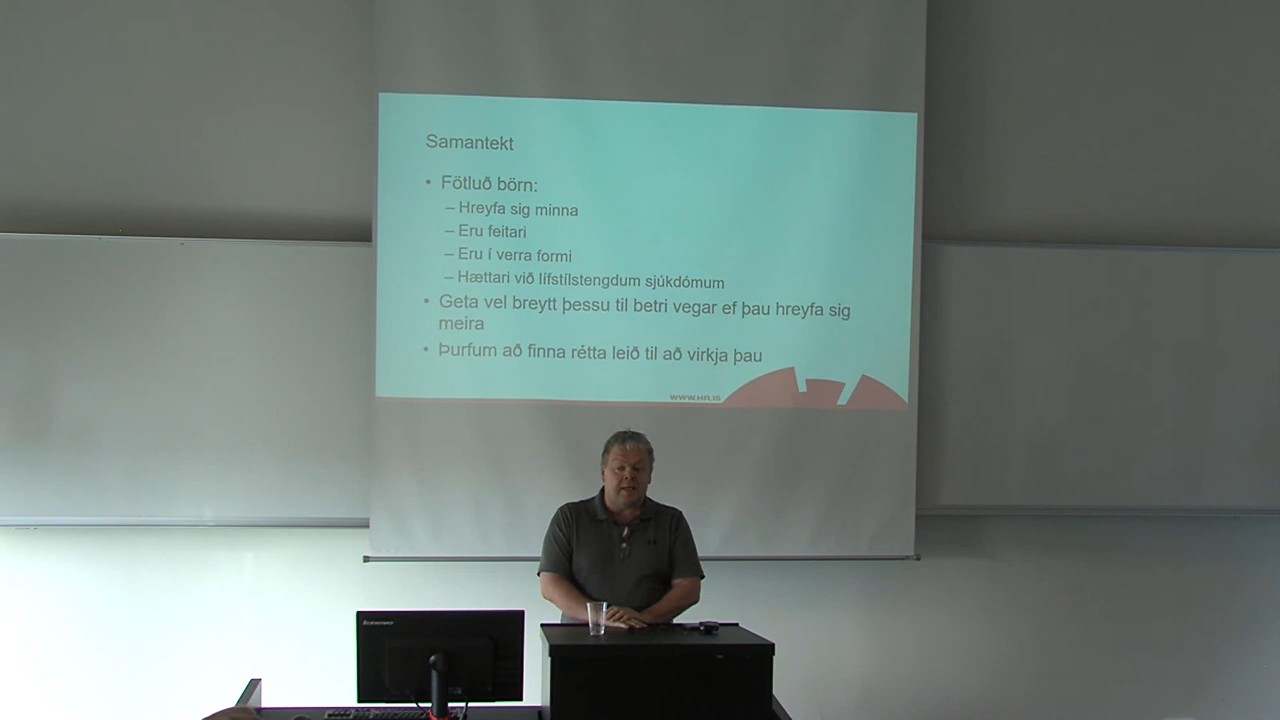 Samantekt
• Fötluð börn:
– Hreyfa sig minna
– Eru feitari
– Eru í verra formi
– Hættari við lífstílstengdum sjúkdómum
• Geta vel breytt þessu til betri vegar ef þau hreyfa sig
meira
• Þurfum að finna rétta leið til að virkja þau
WWW.HR.IS
lenovo